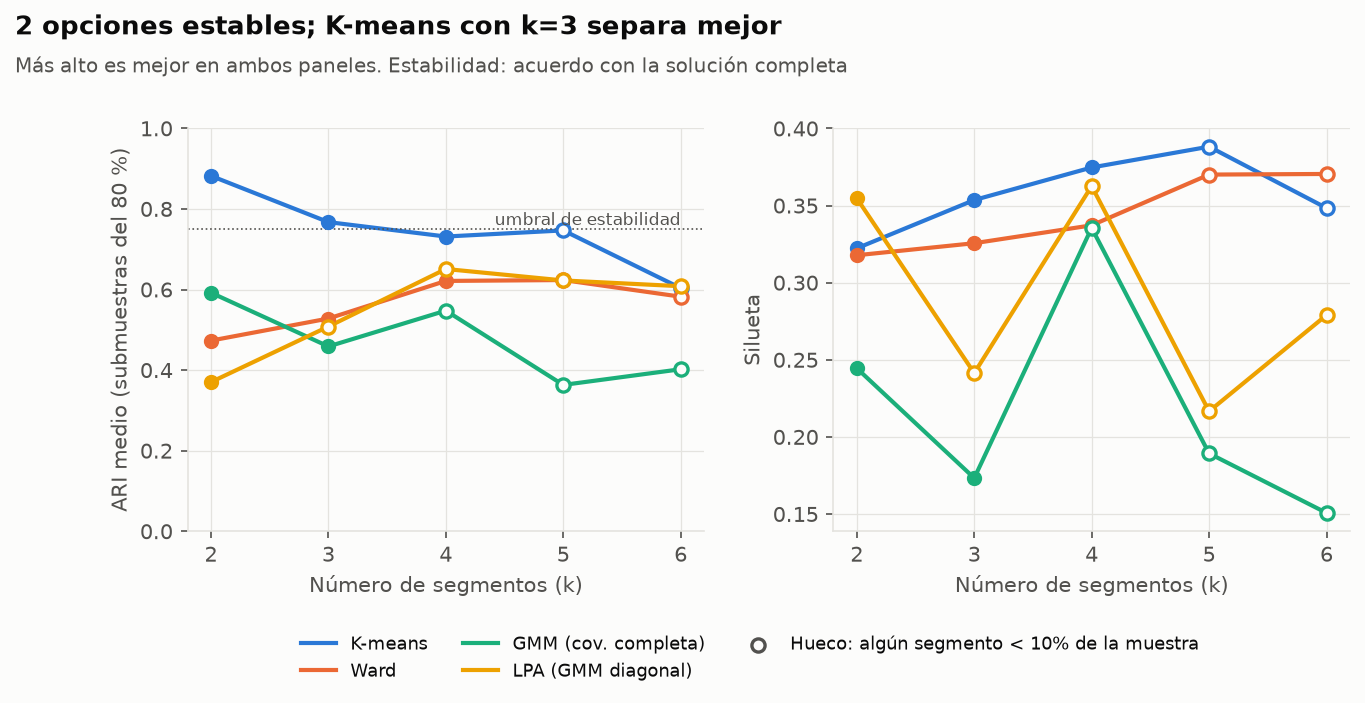 2 opciones estables; K-means con k=3 separa mejor
Más alto es mejor en ambos paneles. Estabilidad: acuerdo con la solución completa
ARI medio (submuestras del 80 %)
1.0
0.8
0.6
0.4
0.2
0.0
umbral de estabilidad
2 3 4 5 6
Número de segmentos (k)
Silueta
0.40
0.35
0.30
0.25
0.20
0.15
2 3 4 5 6
Número de segmentos (k)
K-means
Ward
GMM (cov. completa)
LPA (GMM diagonal)
Hueco: algún segmento < 10% de la muestra